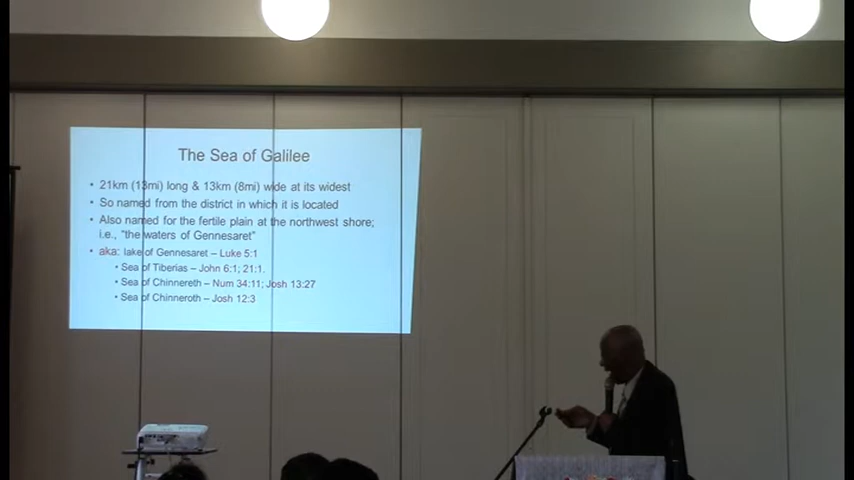 The Sea of Galilee
• 21km (13mi) long & 13km (8mi) wide at its widest
• So named from the district in which it is located
• Also named for the fertile plain at the northwest shore;
i.e., "the waters of Gennesaret"
• aka: lake of Gennesaret – Luke 5:1
• Sea of Tiberias – John 6:1; 21:1.
• Sea of Chinnereth – Num 34:11; Josh 13:27
• Sea of Chinneroth – Josh 12:3